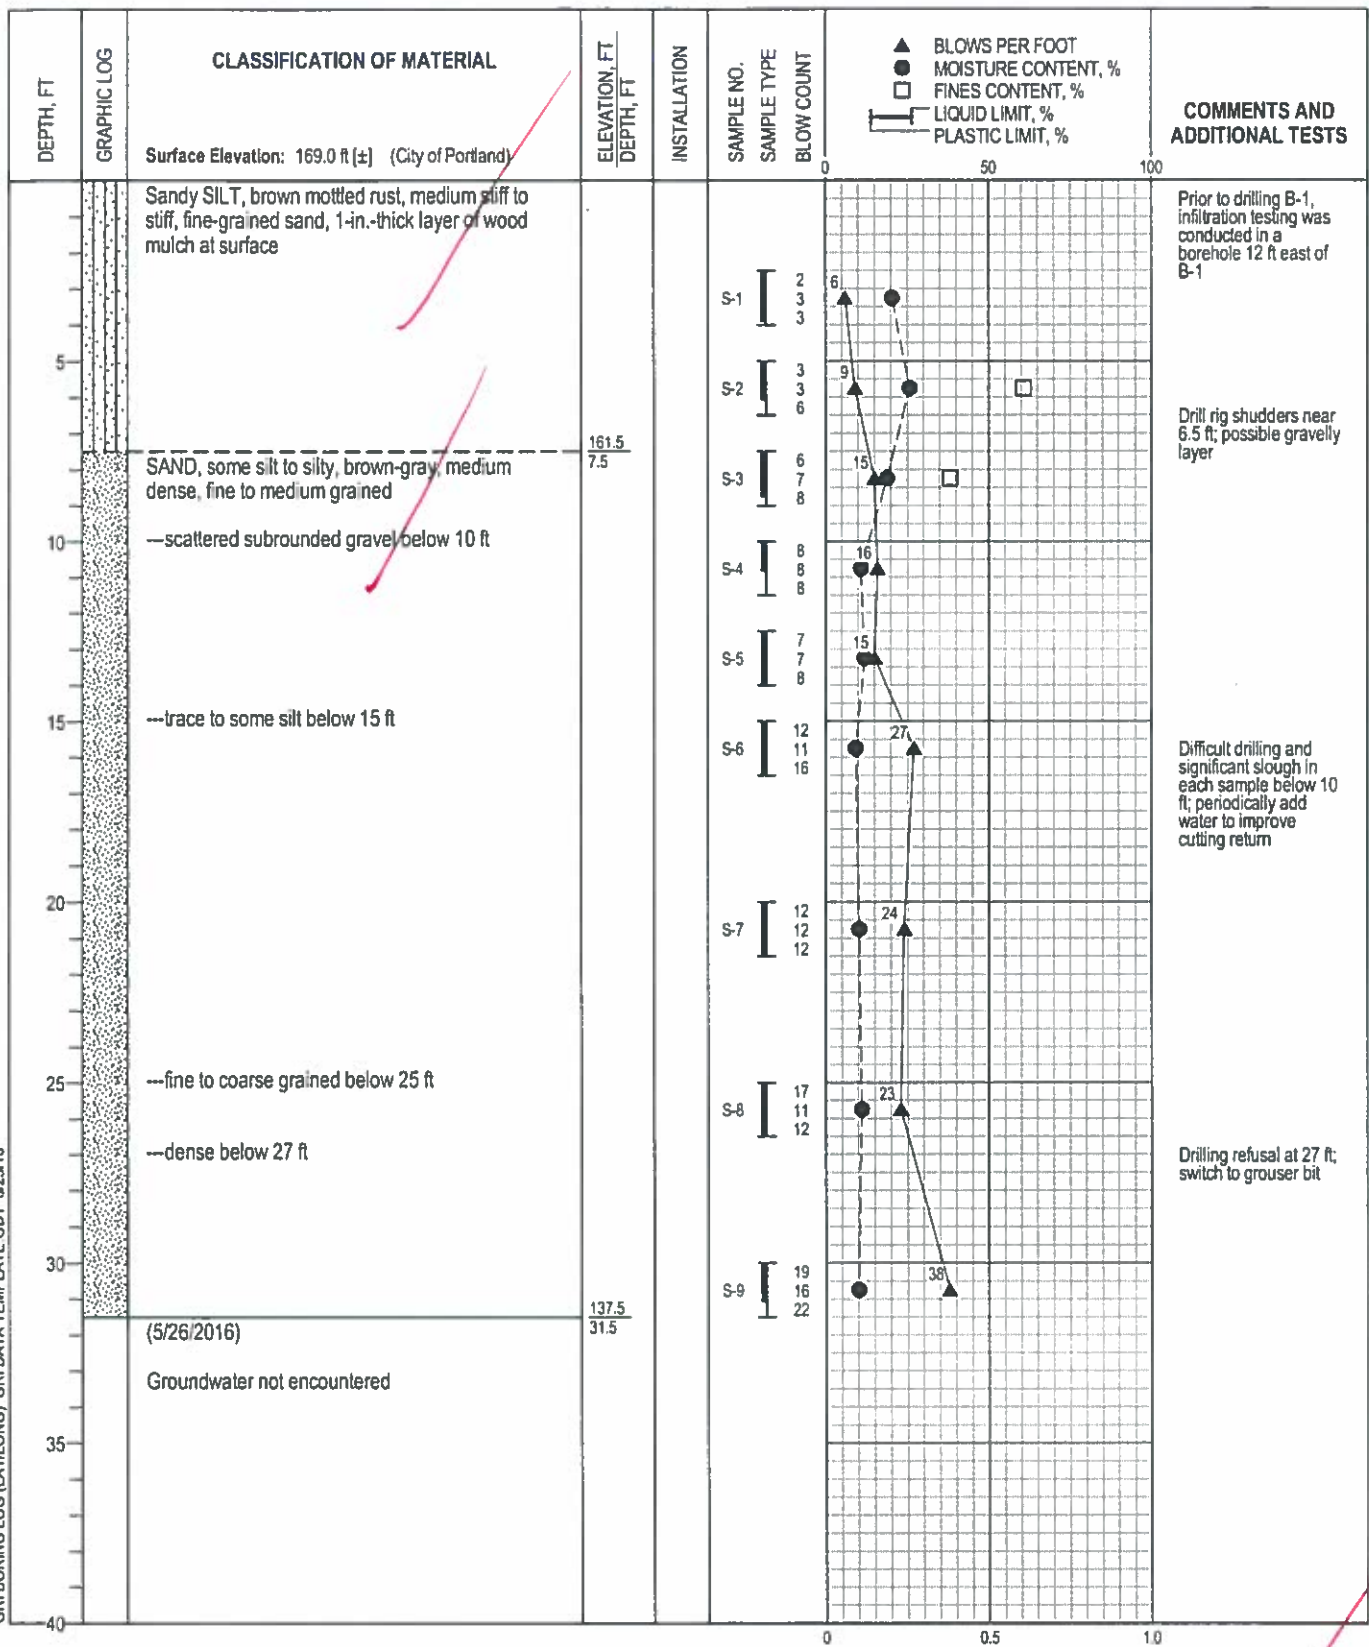 DEPTH, FT
GRAPHIC LOG
CLASSIFICATION OF MATERIAL
Surface Elevation: 169.0 ft [±] (City of Portland)
ELEVATION, FT
DEPTH, FT
INSTALLATION
SAMPLE NO.
SAMPLE TYPE
BLOW COUNT
BLOWS PER FOOT
MOISTURE CONTENT, %
FINES CONTENT, %
LIQUID LIMIT, %
PLASTIC LIMIT, %
0 50 100
COMMENTS AND
ADDITIONAL TESTS
Sandy SILT, brown mottled rust, medium stiff to
stiff, fine-grained sand, 1-in.-thick layer of wood
mulch at surface
Prior to drilling B-1,
infiltration testing was
conducted in a
borehole 12 ft east of
B-1
S-1
2
3
3
6
5
S-2
3
3
6
9
Drill rig shudders near
6.5 ft; possible gravelly
layer
161.5
7.5
SAND, some silt to silty, brown-gray, medium
dense, fine to medium grained
S-3
6
7
8
15
10
---scattered subrounded gravel below 10 ft
S-4
8
8
8
16
S-5
7
7
8
15
15
---trace to some silt below 15 ft
S-6
12
11
16
27
Difficult drilling and
significant slough in
each sample below 10
ft; periodically add
water to improve
cutting return
20
S-7
12
12
12
24
25
---fine to coarse grained below 25 ft
S-8
17
11
12
23
---dense below 27 ft
Drilling refusal at 27 ft;
switch to grouser bit
30
S-9
19
16
22
38
137.5
31.5
(5/26/2016)
Groundwater not encountered
35
40
0 0.5 1.0